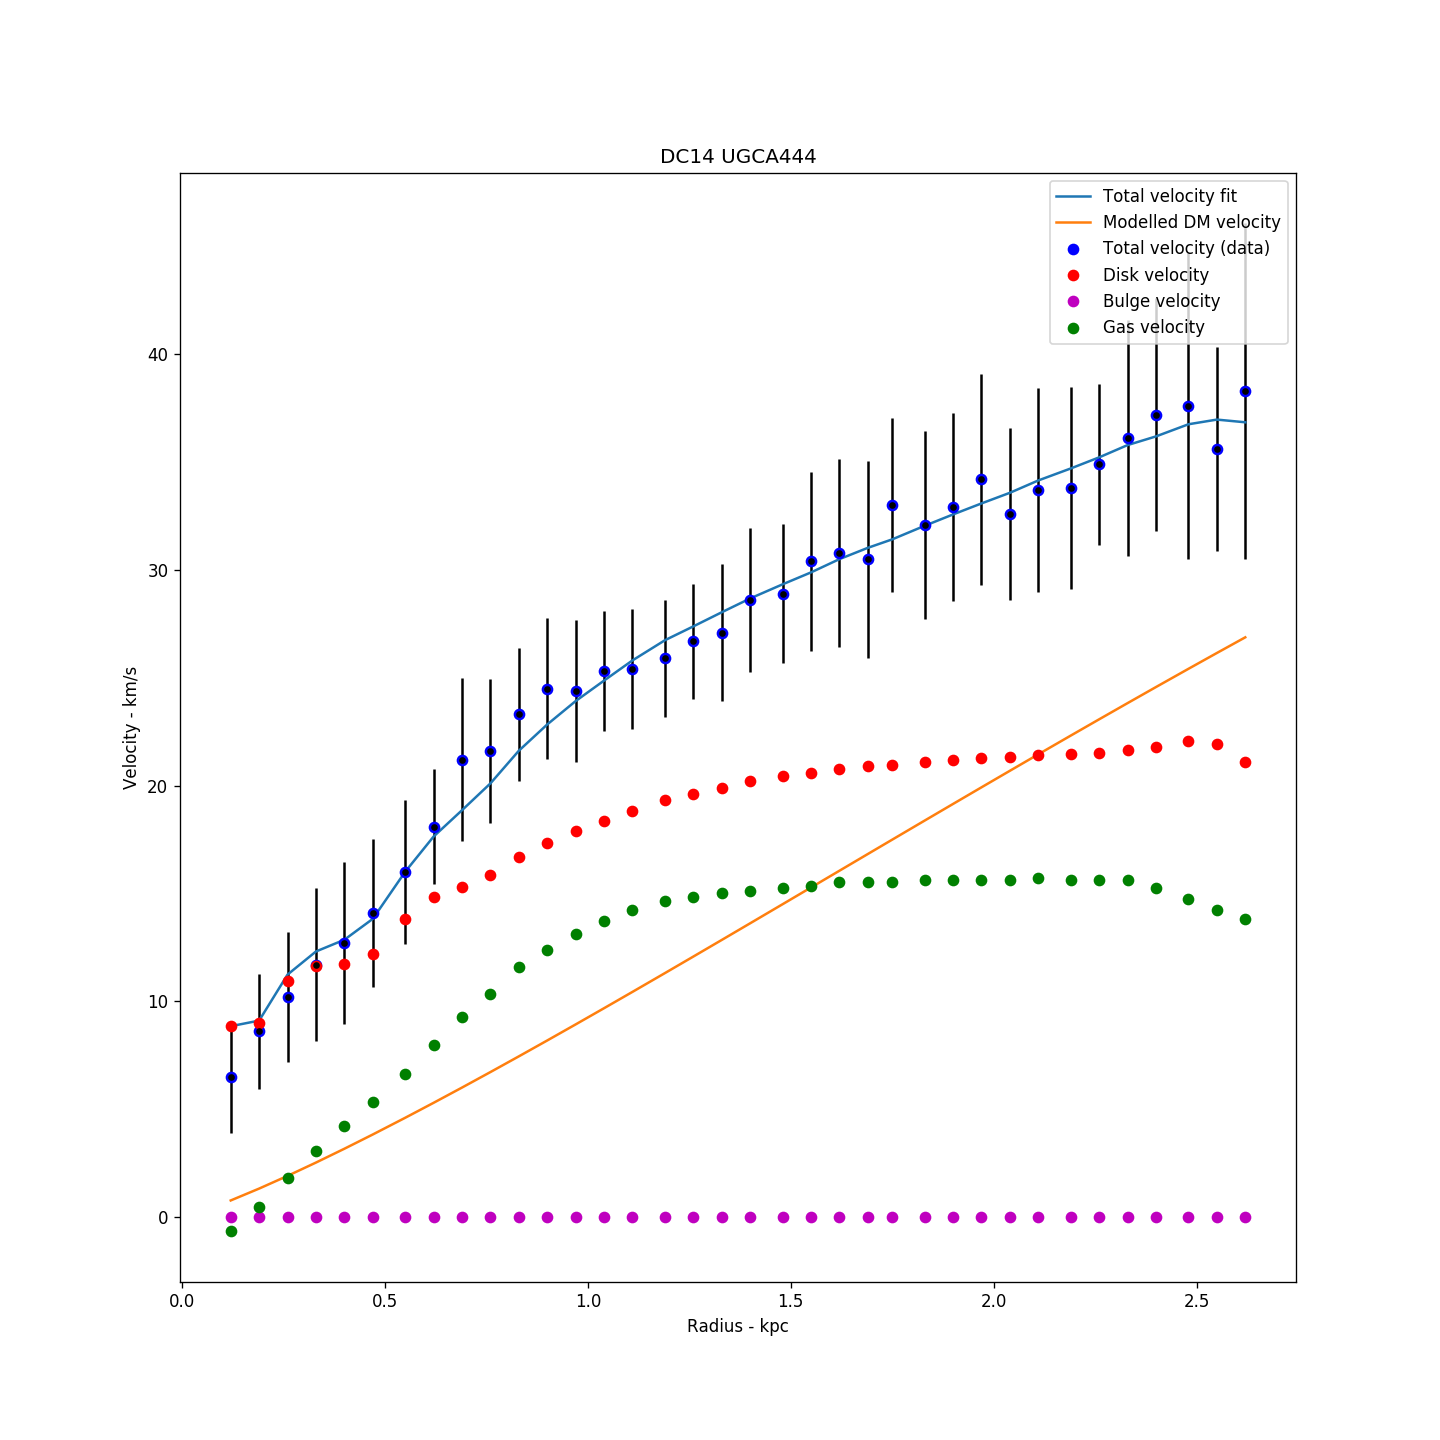 DC14 UGCA444
Total velocity fit
Modelled DM velocity
Total velocity (data)
Disk velocity
Bulge velocity
Gas velocity
40
30
20
10
0
Velocity - km/s
0.0 0.5 1.0 1.5 2.0 2.5
Radius - kpc